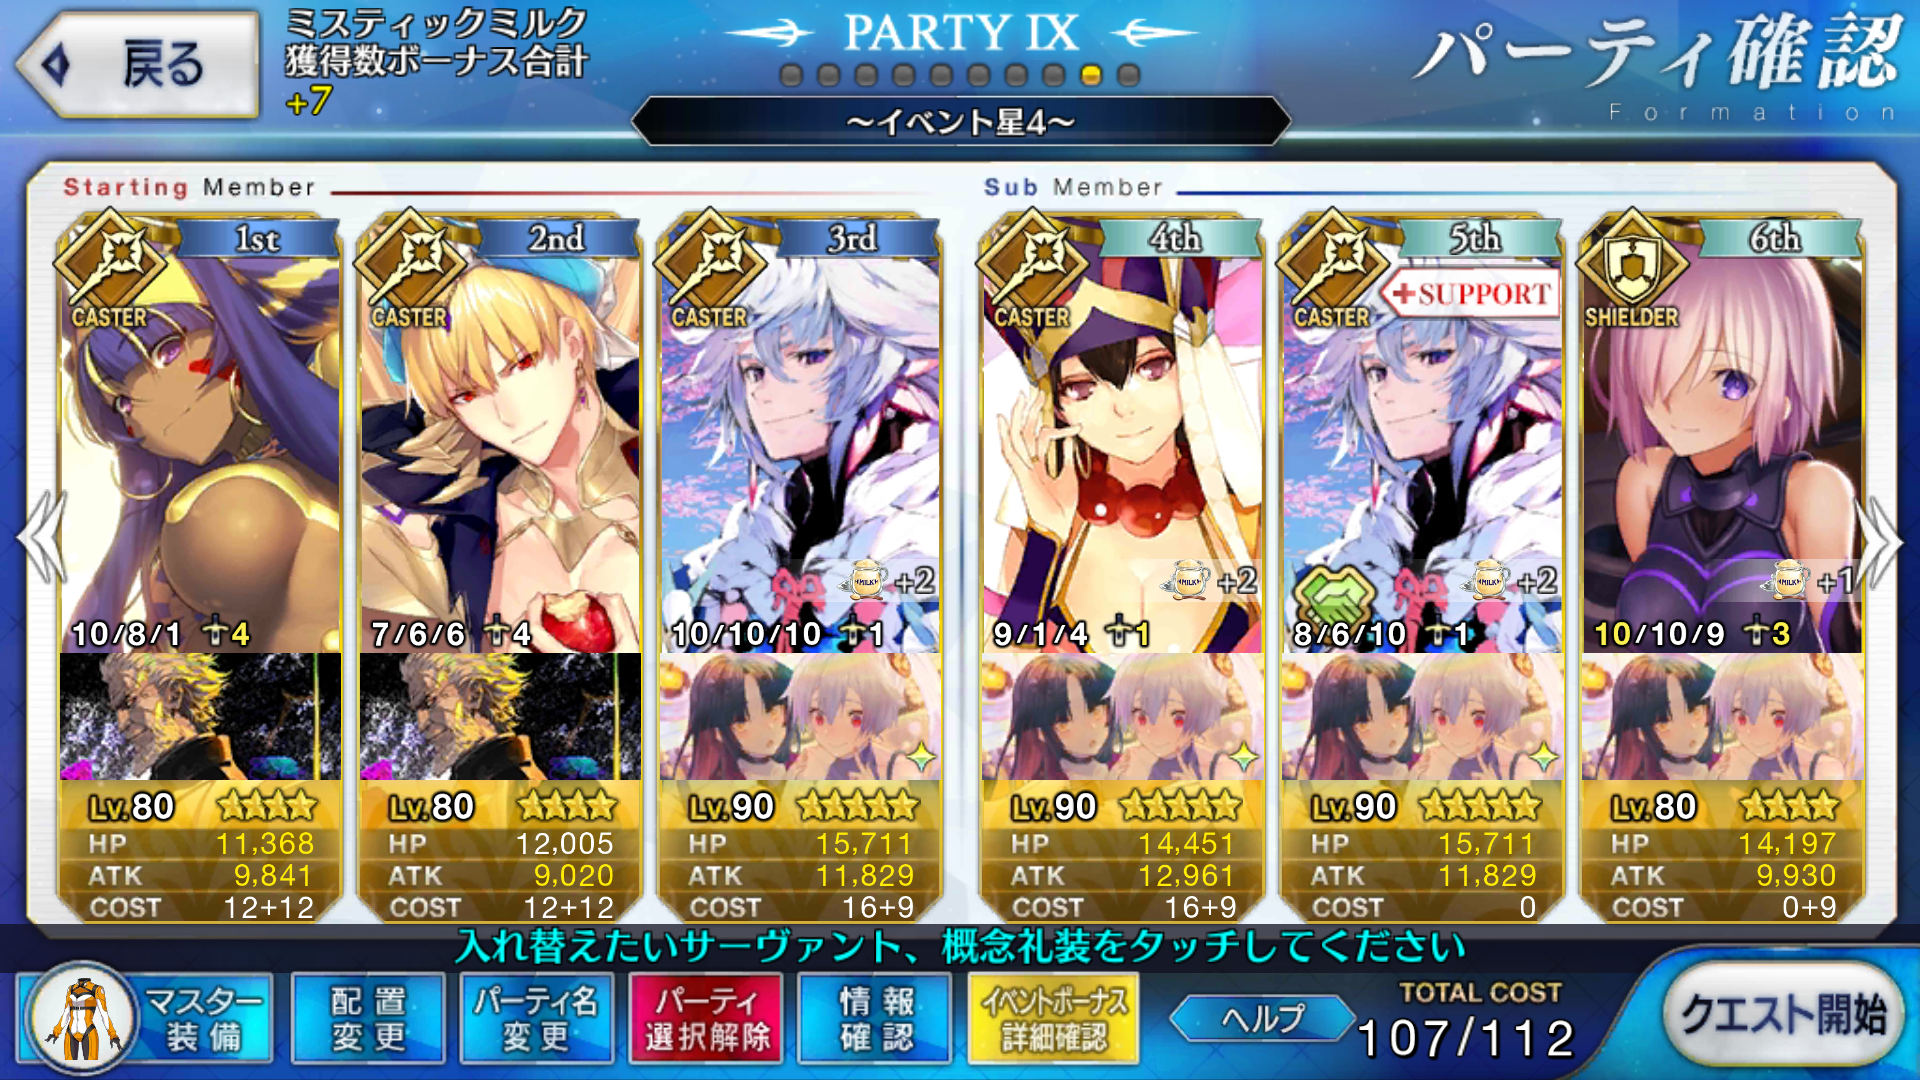 戻る
ミスティックミルク
獲得数ボーナス合計
+7
PARTY IX
～イベント星4～
パーティ確認
Formation
Starting Member
Sub Member
1st
CASTER
10/8/1 4
Lv.80
HP 11,368
ATK 9,841
COST 12+12
2nd
CASTER
7/6/6 4
Lv.80
HP 12,005
ATK 9,020
COST 12+12
3rd
CASTER
MILK +2
10/10/10 1
Lv.90
HP 15,711
ATK 11,829
COST 16+9
4th
CASTER
MILK +2
9/1/4 1
Lv.90
HP 14,451
ATK 12,961
COST 16+9
5th
+SUPPORT
CASTER
MILK +2
8/6/10 1
Lv.90
HP 15,711
ATK 11,829
COST 0
6th
SHIELDER
MILK +1
10/10/9 3
Lv.80
HP 14,197
ATK 9,930
COST 0+9
入れ替えたいサーヴァント、概念礼装をタッチしてください
マスター
装備
配置
変更
パーティ名
変更
パーティ
選択解除
情報
確認
イベントボーナス
詳細確認
ヘルプ
TOTAL COST
107/112
クエスト開始